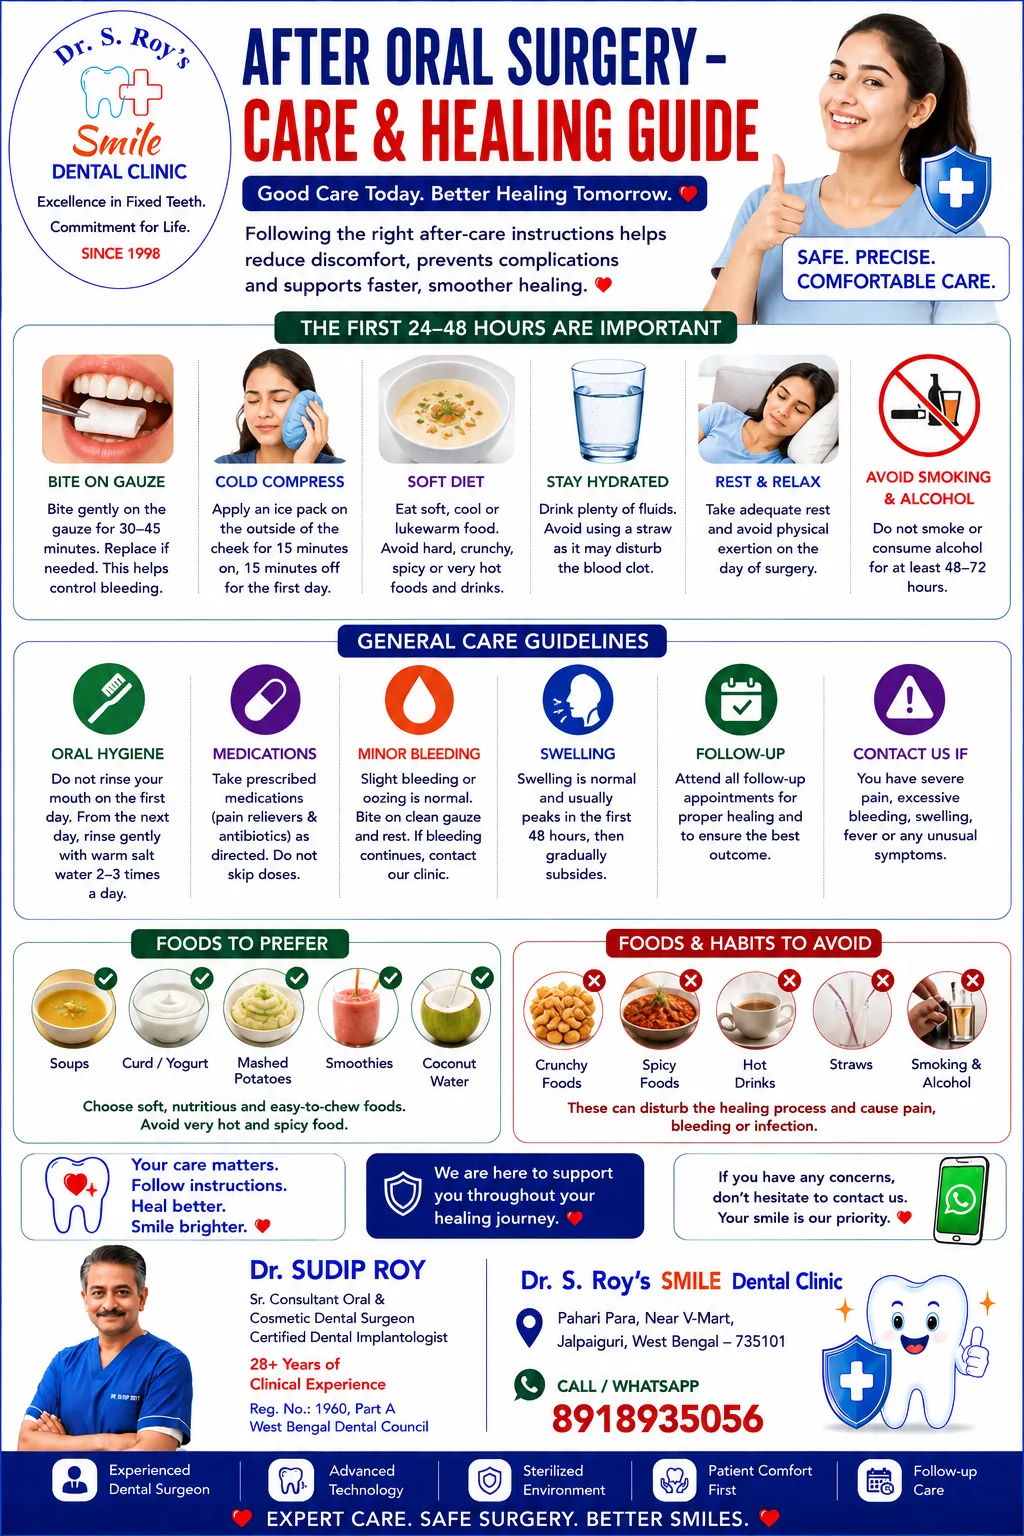 Dr. S. Roy's
Smile
DENTAL CLINIC
Excellence in Fixed Teeth.
Commitment for Life.
SINCE 1998
AFTER ORAL SURGERY –
CARE & HEALING GUIDE
Good Care Today. Better Healing Tomorrow. ❤️
Following the right after-care instructions helps
reduce discomfort, prevents complications
and supports faster, smoother healing. ❤️
SAFE. PRECISE.
COMFORTABLE CARE.
THE FIRST 24–48 HOURS ARE IMPORTANT
BITE ON GAUZE
Bite gently on the
gauze for 30–45
minutes. Replace if
needed. This helps
control bleeding.
COLD COMPRESS
Apply an ice pack on
the outside of the
cheek for 15 minutes
on, 15 minutes off
for the first day.
SOFT DIET
Eat soft, cool or
lukewarm food.
Avoid hard, crunchy,
spicy or very hot
foods and drinks.
STAY HYDRATED
Drink plenty of fluids.
Avoid using a straw
as it may disturb
the blood clot.
REST & RELAX
Take adequate rest
and avoid physical
exertion on the
day of surgery.
AVOID SMOKING
& ALCOHOL
Do not smoke or
consume alcohol
for at least 48–72
hours.
GENERAL CARE GUIDELINES
ORAL HYGIENE
Do not rinse your
mouth on the first
day. From the next
day, rinse gently
with warm salt
water 2–3 times
a day.
MEDICATIONS
Take prescribed
medications
(pain relievers &
antibiotics) as
directed. Do not
skip doses.
MINOR BLEEDING
Slight bleeding or
oozing is normal.
Bite on clean gauze
and rest. If bleeding
continues, contact
our clinic.
SWELLING
Swelling is normal
and usually
peaks in the first
48 hours, then
gradually
subsides.
FOLLOW-UP
Attend all follow-up
appointments for
proper healing and
to ensure the best
outcome.
CONTACT US IF
You have severe
pain, excessive
bleeding, swelling,
fever or any unusual
symptoms.
FOODS TO PREFER
Soups
Curd / Yogurt
Mashed
Potatoes
Smoothies
Coconut
Water
Choose soft, nutritious and easy-to-chew foods.
Avoid very hot and spicy food.
FOODS & HABITS TO AVOID
Crunchy
Foods
Spicy
Foods
Hot
Drinks
Straws
Smoking &
Alcohol
These can disturb the healing process and cause pain,
bleeding or infection.
Your care matters.
Follow instructions.
Heal better.
Smile brighter. ❤️
We are here to support
you throughout your
healing journey. ❤️
If you have any concerns,
don't hesitate to contact us.
Your smile is our priority. ❤️
DR. SUDIP ROY
Dr. SUDIP ROY
Sr. Consultant Oral &
Cosmetic Dental Surgeon
Certified Dental Implantologist
28+ Years of
Clinical Experience
Reg. No.: 1960, Part A
West Bengal Dental Council
Dr. S. Roy's SMILE Dental Clinic
Pahari Para, Near V-Mart,
Jalpaiguri, West Bengal – 735101
CALL / WHATSAPP
8918935056
Experienced
Dental Surgeon
Advanced
Technology
Sterilized
Environment
Patient Comfort
First
Follow-up
Care
❤️ EXPERT CARE. SAFE SURGERY. BETTER SMILES. ❤️